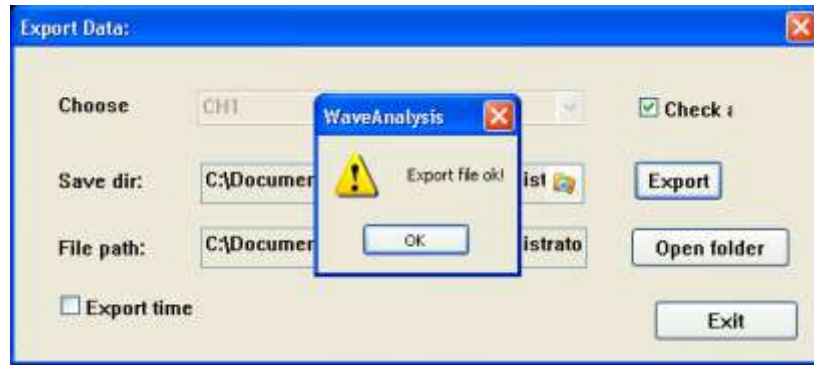 Export Data:
Choose CH1 Check a
WaveAnalysis
Export file ok!
OK
Save dir: C:\Documen ist Export
File path: C:\Documen istrato Open folder
Export time
Exit